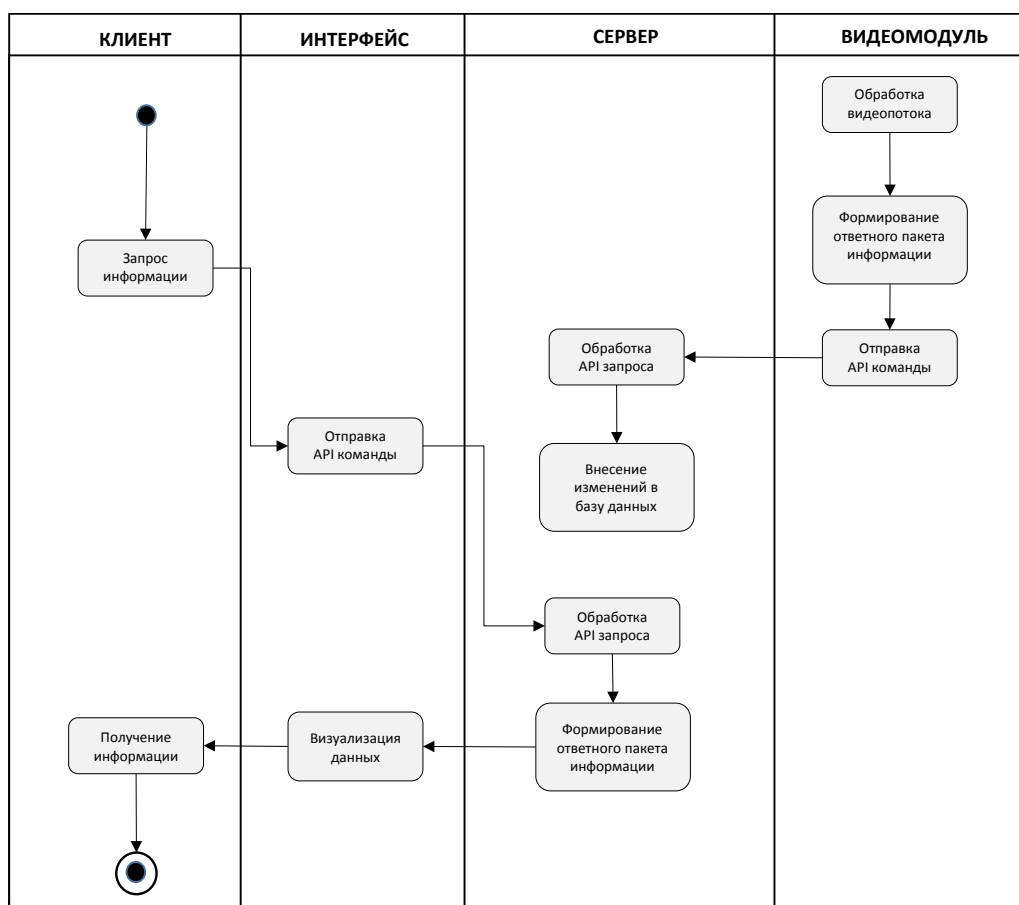 КЛИЕНТ
ИНТЕРФЕЙС
СЕРВЕР
ВИДЕОМОДУЛЬ
Обработка
видеопотока
Формирование
ответного пакета
информации
Запрос
информации
Обработка
API запроса
Отправка
API команды
Отправка
API команды
Внесение
изменений в
базу данных
Обработка
API запроса
Получение
информации
Визуализация
данных
Формирование
ответного пакета
информации